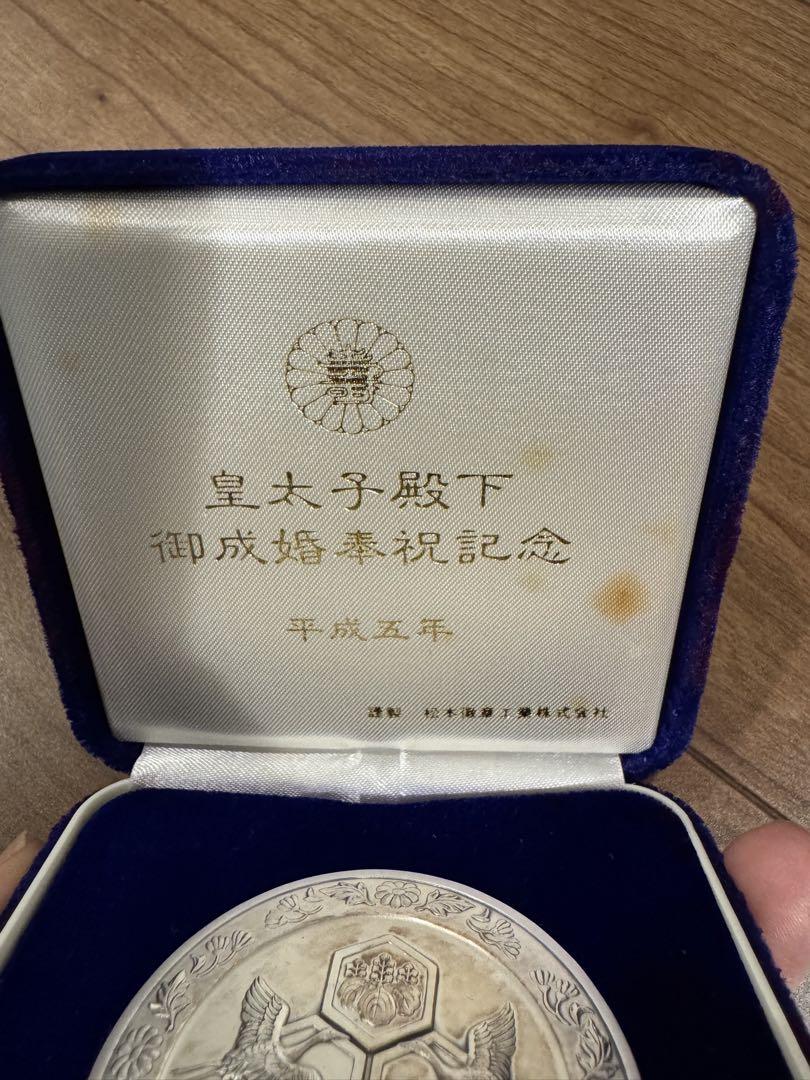 皇太子殿下
御成婚奉祝記念
平成五年
謹製 松本徽章工業株式会社